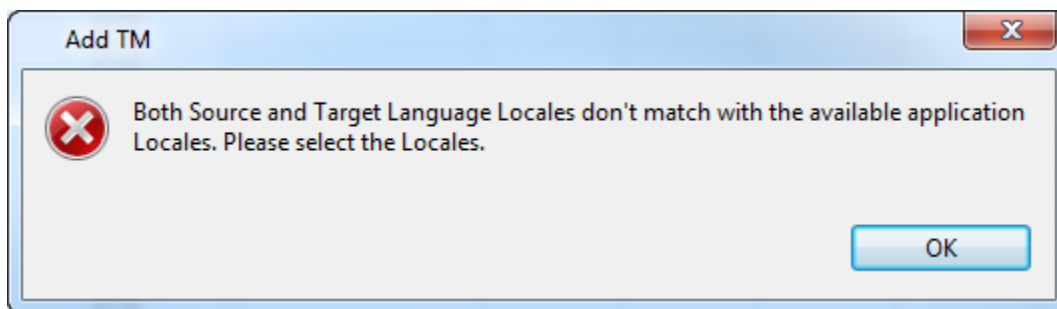 Add TM
Both Source and Target Language Locales don't match with the available application
Locales. Please select the Locales.
OK